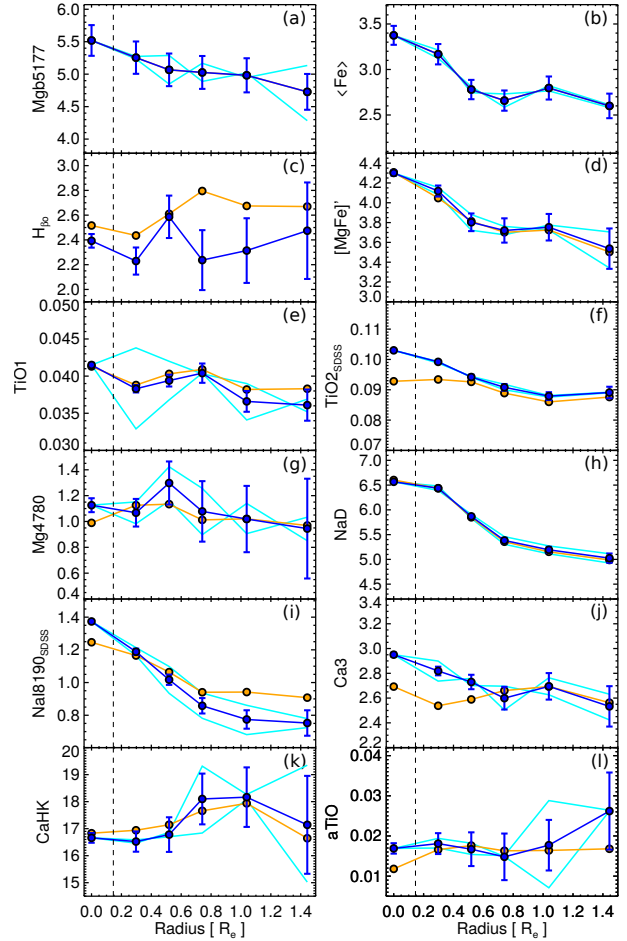 (a)
Mgb5177
6.0
5.5
5.0
4.5
4.0
(b)
⟨Fe⟩
3.5
3.0
2.5
(c)
Hβo
3.0
2.8
2.6
2.4
2.2
2.0
(d)
[MgFe]'
4.4
4.2
4.0
3.8
3.6
3.4
3.2
3.0
(e)
TiO1
0.050
0.045
0.040
0.035
0.030
(f)
TiO2SDSS
0.11
0.10
0.09
0.08
0.07
(g)
Mg4780
1.4
1.2
1.0
0.8
0.6
0.4
(h)
NaD
7.0
6.5
6.0
5.5
5.0
4.5
(i)
NaI8190SDSS
1.4
1.2
1.0
0.8
(j)
Ca3
3.0
2.8
2.6
2.4
2.2
(k)
CaHK
20
19
18
17
16
15
(l)
aTiO
0.04
0.03
0.02
0.01
0.0 0.2 0.4 0.6 0.8 1.0 1.2 1.4
Radius [ Re ]
0.0 0.2 0.4 0.6 0.8 1.0 1.2 1.4
Radius [ Re ]